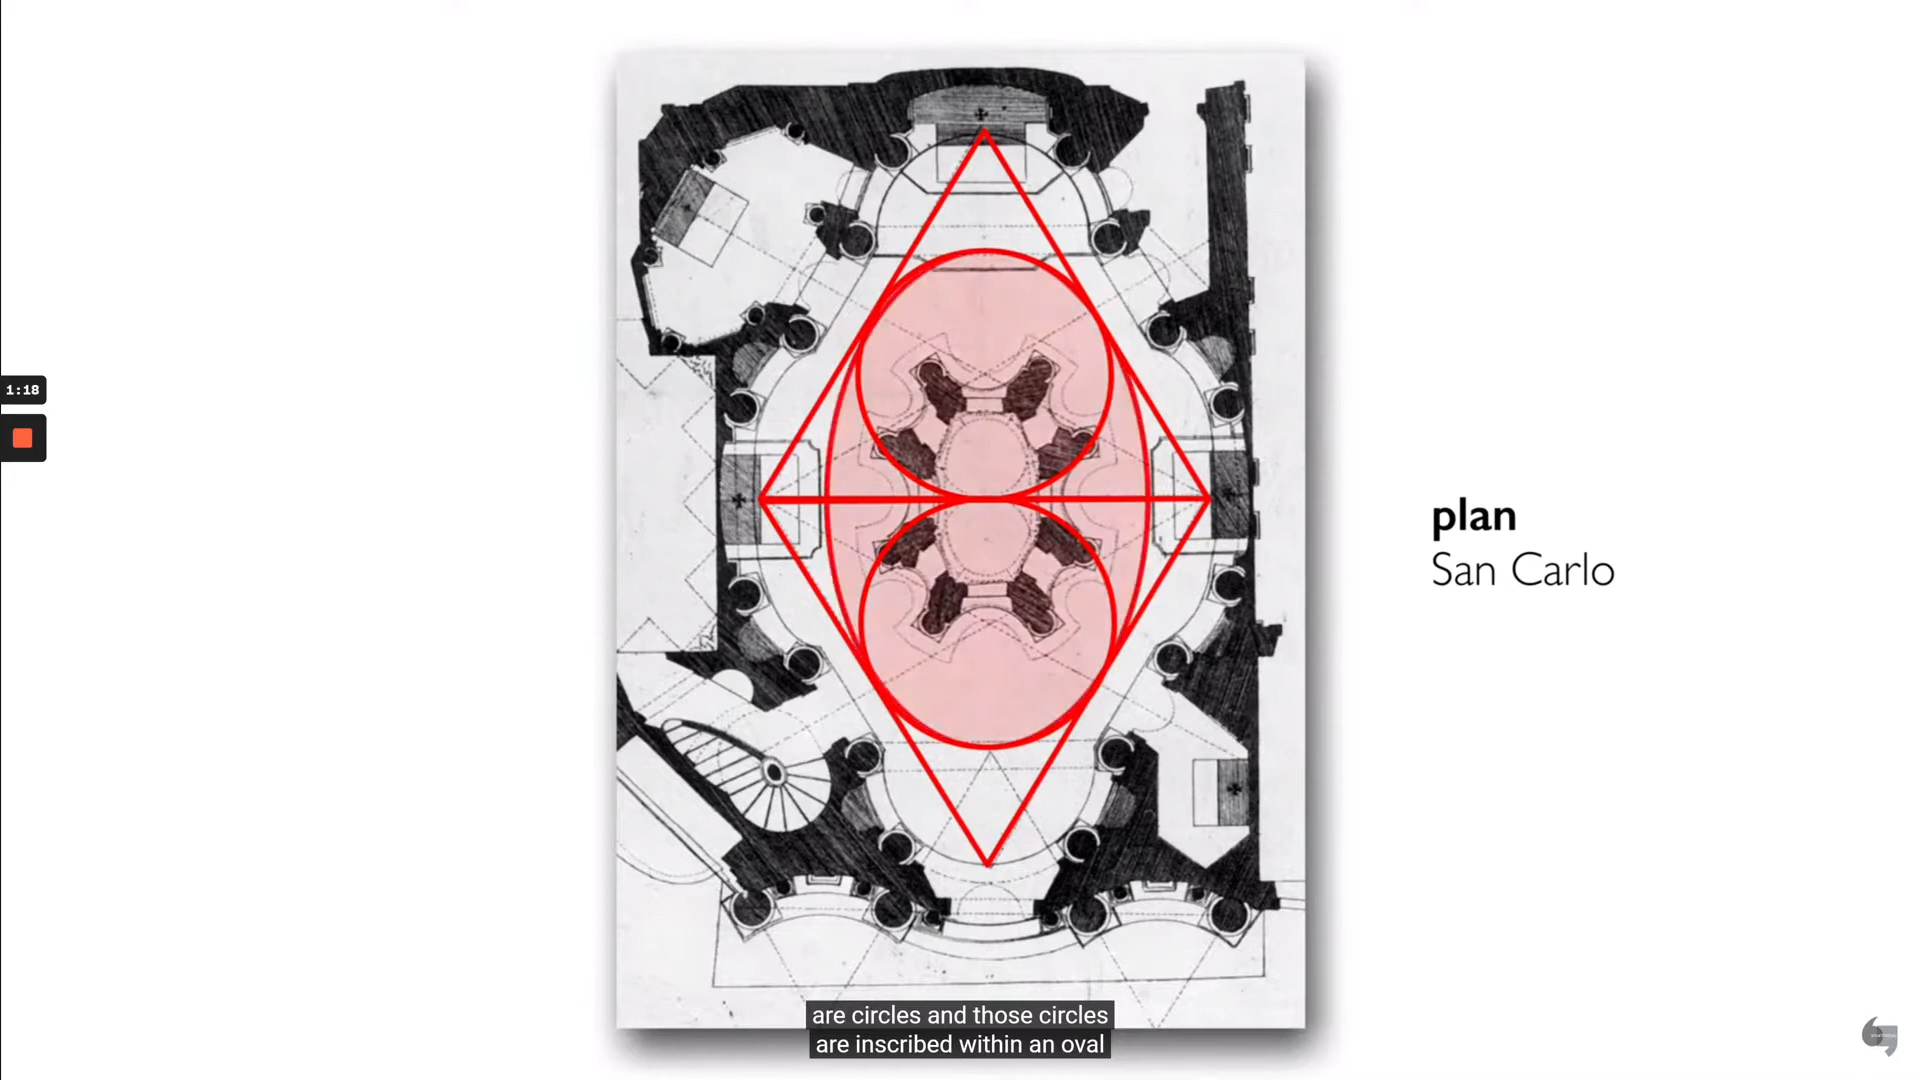 1:18
plan
San Carlo
are circles and those circles
are inscribed within an oval